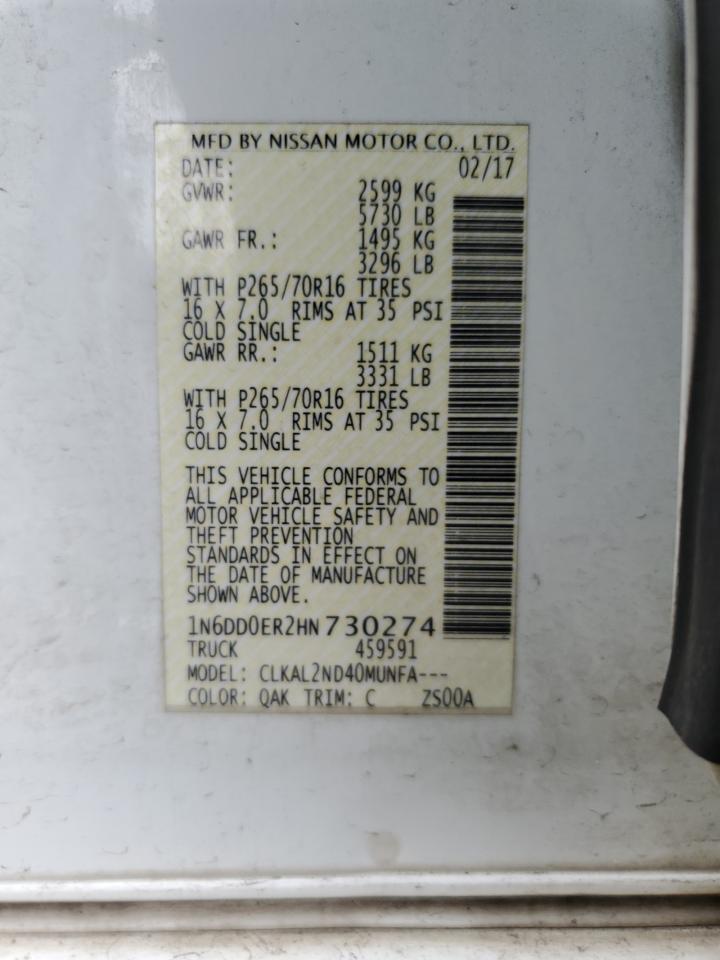 MFD BY NISSAN MOTOR CO., LTD.
DATE: 02/17
GVWR: 2599 KG
5730 LB
GAWR FR.: 1495 KG
3296 LB
WITH P265/70R16 TIRES
16 X 7.0 RIMS AT 35 PSI
COLD SINGLE
GAWR RR.: 1511 KG
3331 LB
WITH P265/70R16 TIRES
16 X 7.0 RIMS AT 35 PSI
COLD SINGLE
THIS VEHICLE CONFORMS TO
ALL APPLICABLE FEDERAL
MOTOR VEHICLE SAFETY AND
THEFT PREVENTION
STANDARDS IN EFFECT ON
THE DATE OF MANUFACTURE
SHOWN ABOVE.
1N6DD0ER2HN730274
TRUCK 459591
MODEL: CLKAL2ND40MUNFA---
COLOR: QAK TRIM: C ZS00A